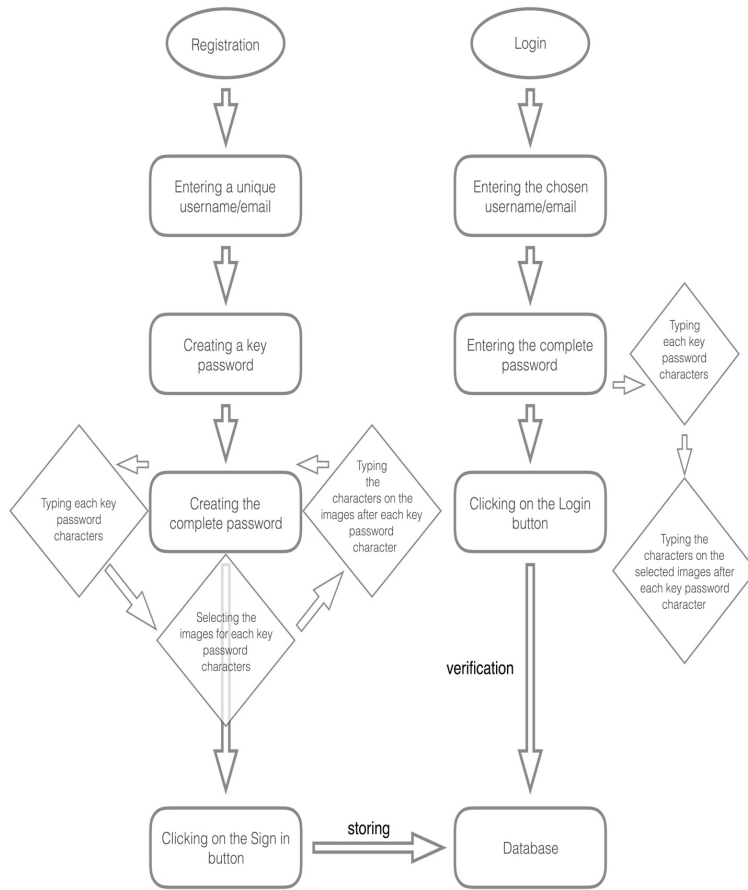 Registration
Login
Entering a unique
username/email
Entering the chosen
username/email
Creating a key
password
Entering the complete
password
Typing
each key
password
characters
Typing each key
password
characters
Creating the
complete password
Typing
the
characters on the
images after each key
password
character
Clicking on the Login
button
Typing the
characters on the
selected images after
each key password
character
Selecting the
images for each key
password
characters
verification
Clicking on the Sign in
button
storing
Database